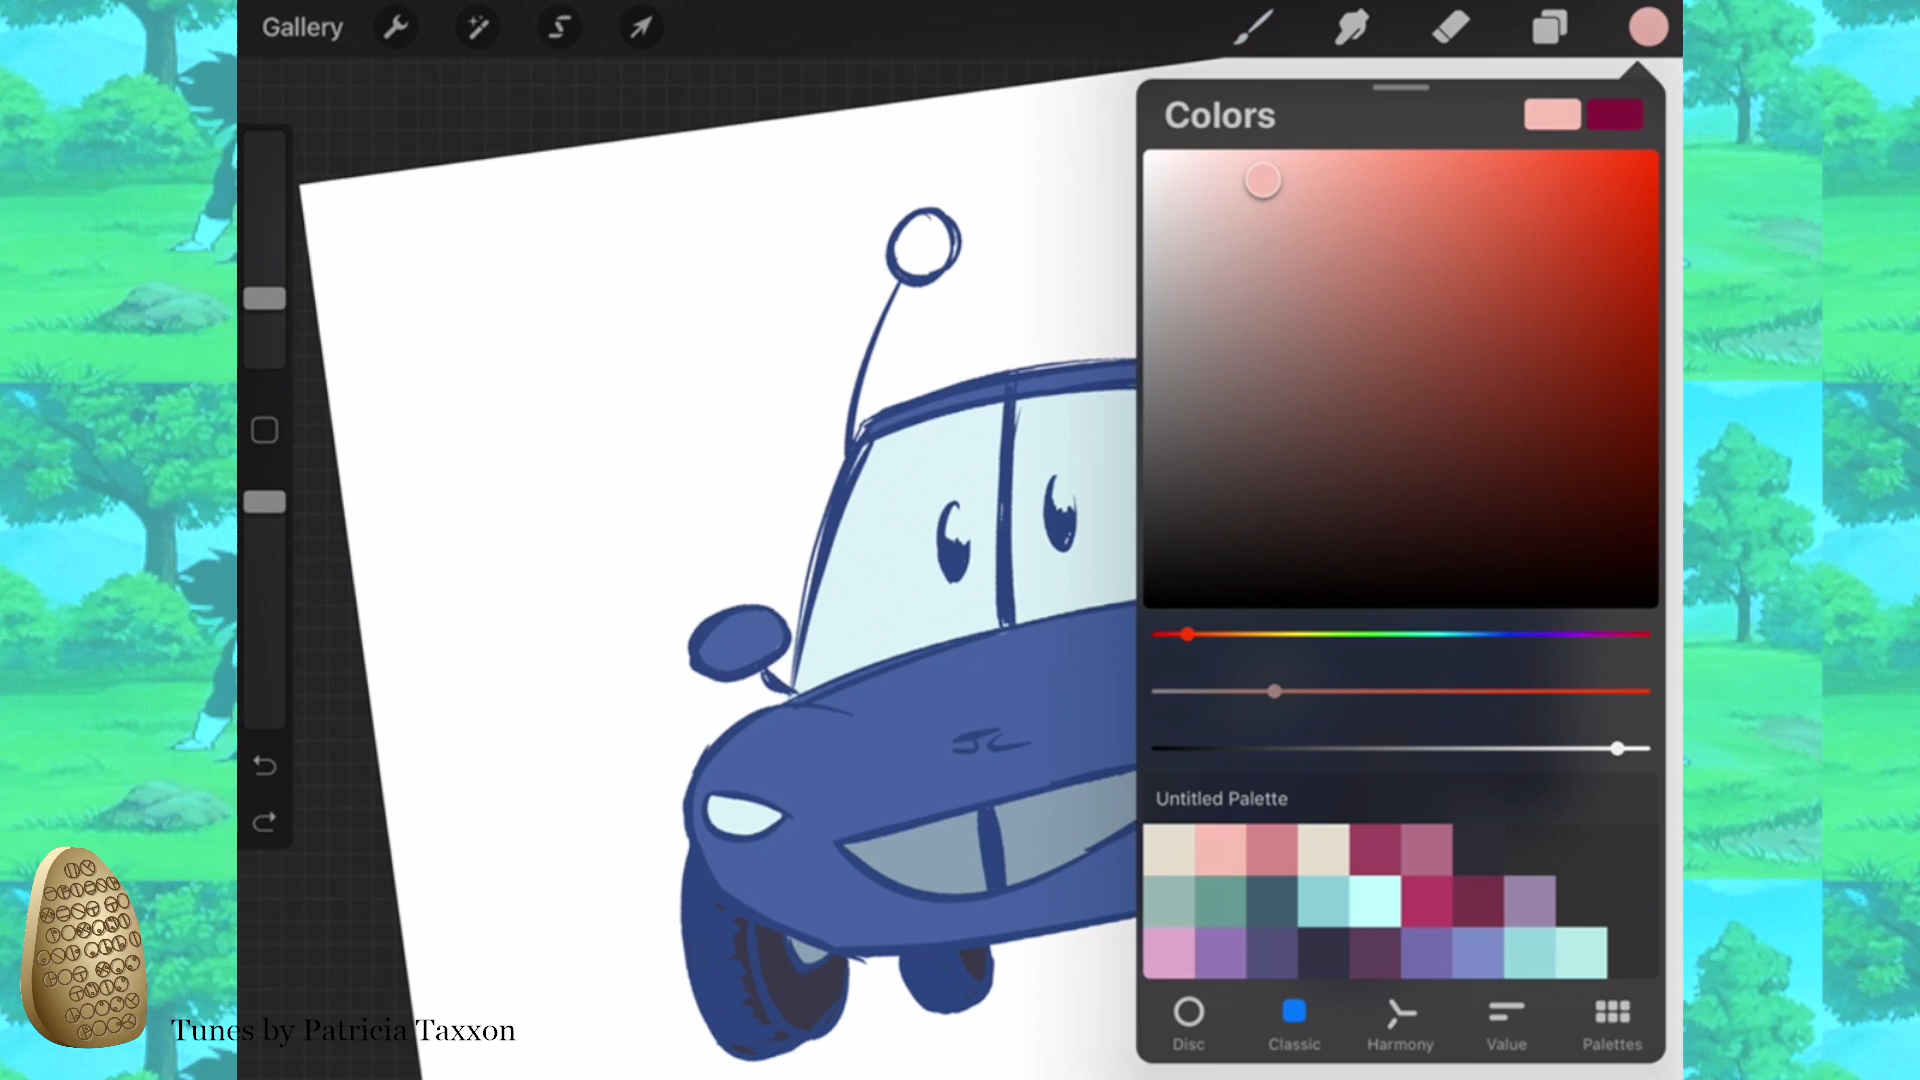 Gallery
Colors
Untitled Palette
Disc
Classic
Harmony
Value
Palettes
Tunes by Patricia Taxxon